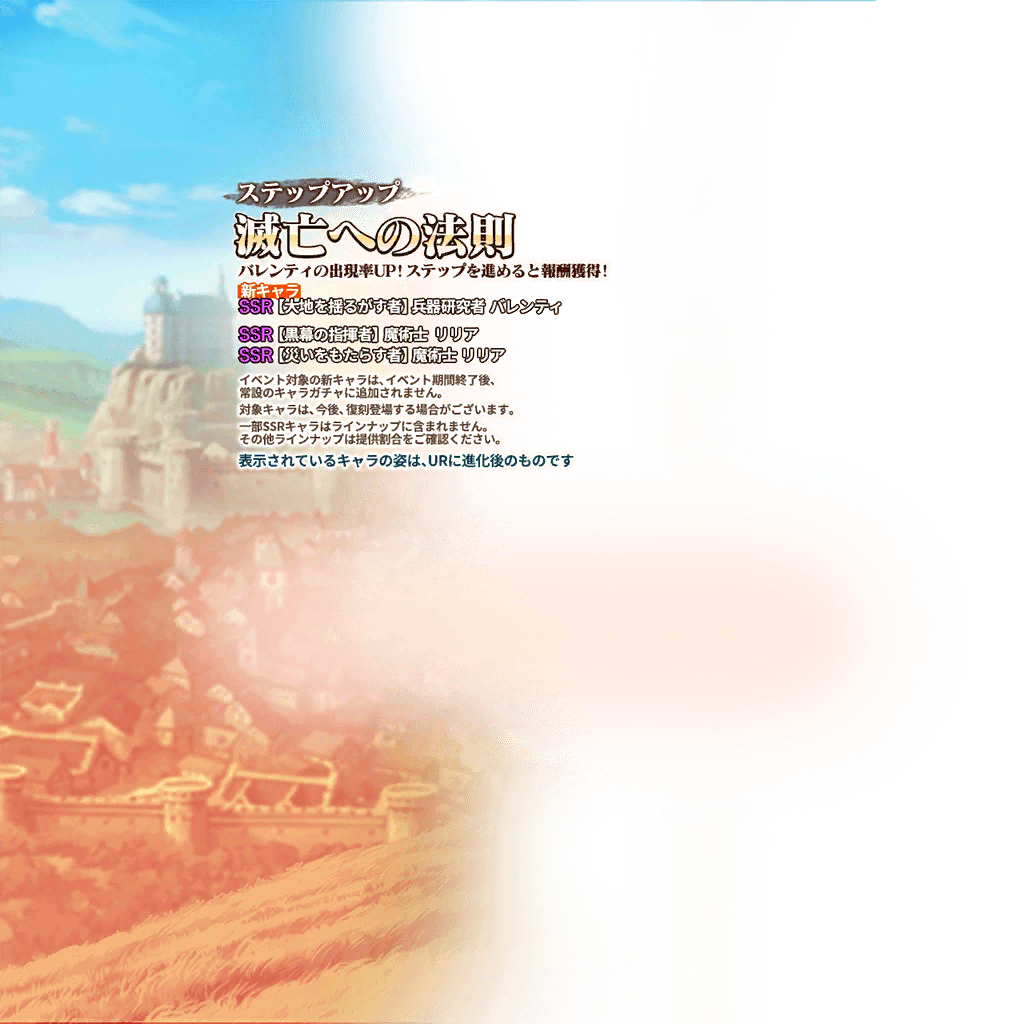 ステップアップ
滅亡への法則
バレンティの出現率UP！ステップを進めると報酬獲得！
新キャラ
SSR【大地を揺るがす者】兵器研究者 バレンティ
SSR【黒幕の指揮者】魔術士 リリア
SSR【災いをもたらす者】魔術士 リリア
イベント対象の新キャラは、イベント期間終了後、
常設のキャラガチャに追加されません。
対象キャラは、今後、復刻登場する場合がございます。
一部SSRキャラはラインナップに含まれません。
その他ラインナップは提供割合をご確認ください。
表示されているキャラの姿は、URに進化後のものです